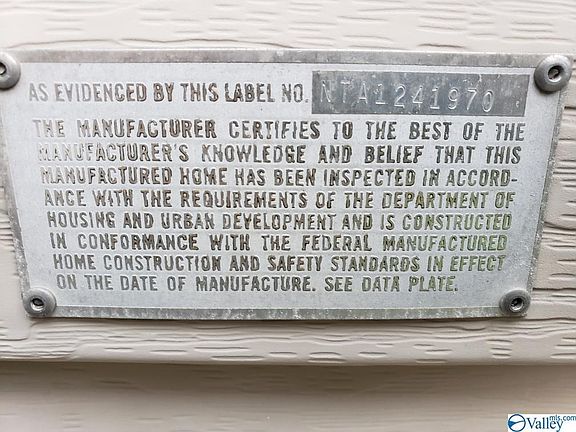 AS EVIDENCED BY THIS LABEL NO. NTA1241970
THE MANUFACTURER CERTIFIES TO THE BEST OF THE
MANUFACTURER'S KNOWLEDGE AND BELIEF THAT THIS
MANUFACTURED HOME HAS BEEN INSPECTED IN ACCORD-
ANCE WITH THE REQUIREMENTS OF THE DEPARTMENT OF
HOUSING AND URBAN DEVELOPMENT AND IS CONSTRUCTED
IN CONFORMANCE WITH THE FEDERAL MANUFACTURED
HOME CONSTRUCTION AND SAFETY STANDARDS IN EFFECT
ON THE DATE OF MANUFACTURE. SEE DATA PLATE.
Valleymls.com